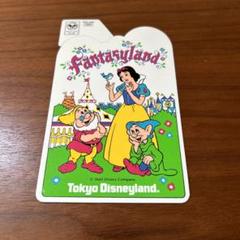 Fantasyland
© Walt Disney Company
Tokyo Disneyland.